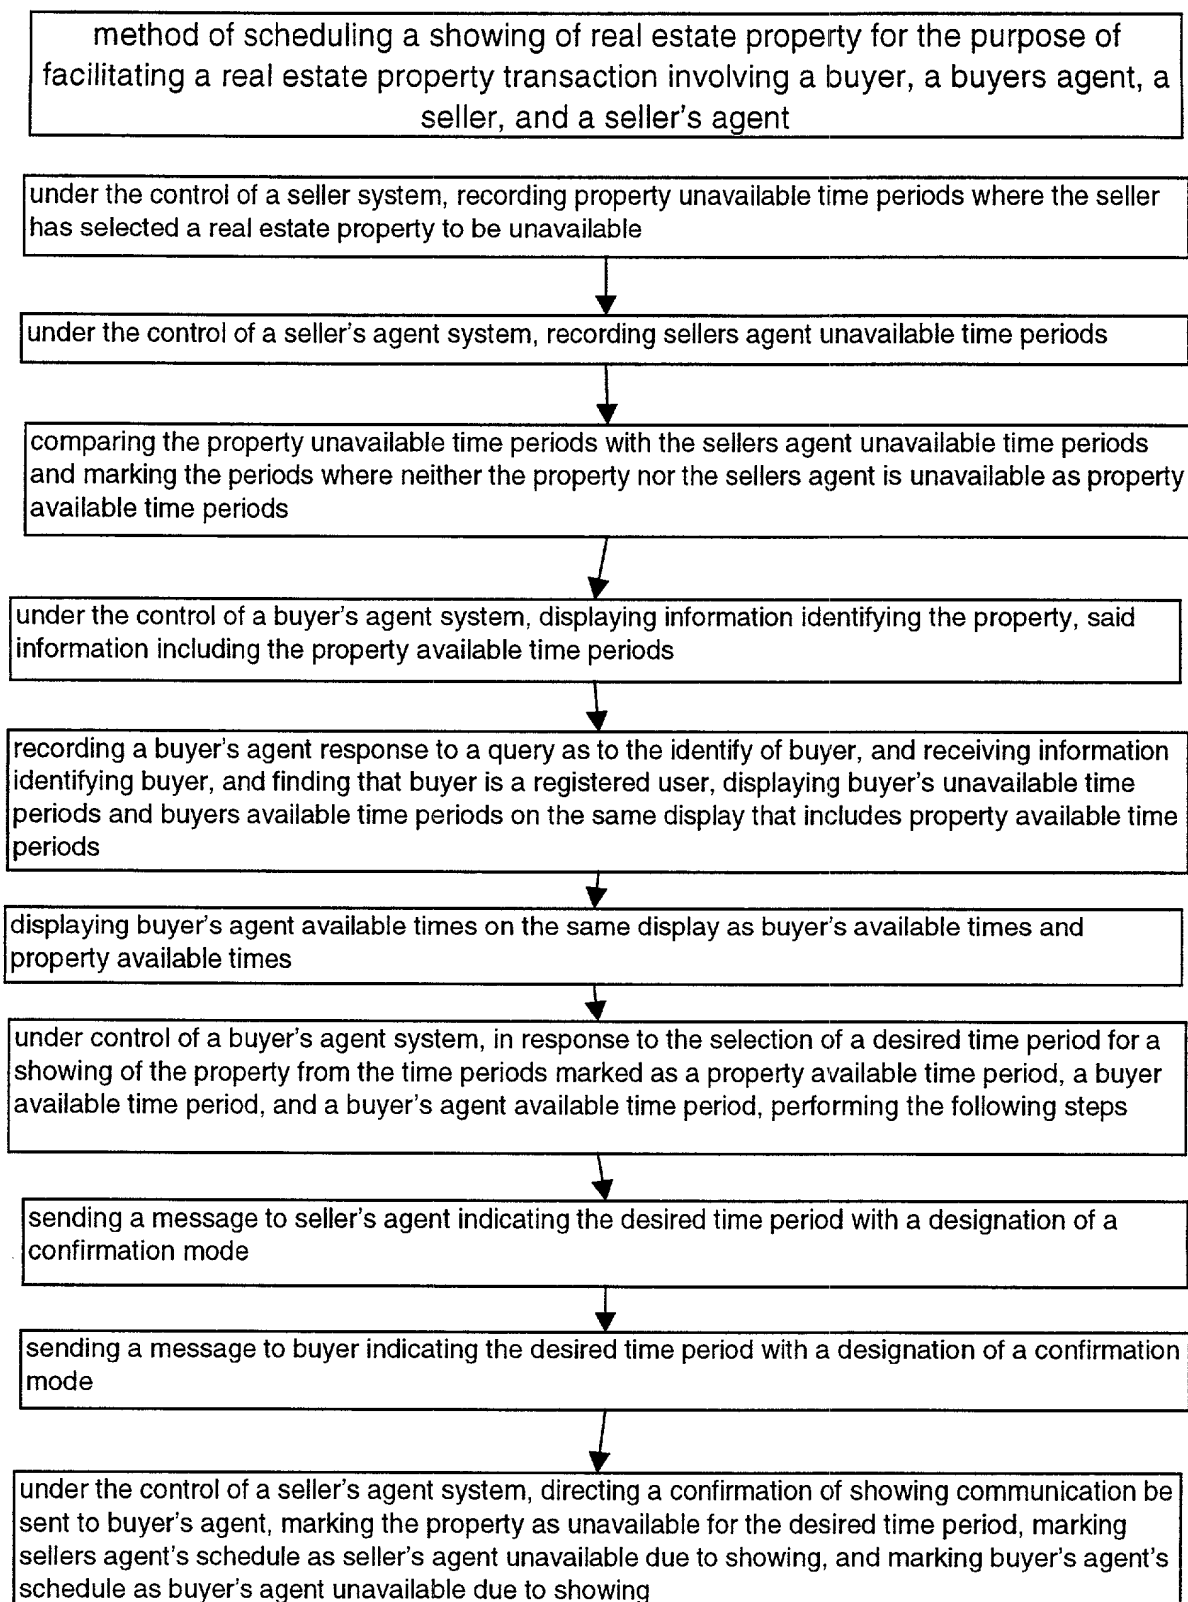 method of scheduling a showing of real estate property for the purpose of
facilitating a real estate property transaction involving a buyer, a buyers agent, a
seller, and a seller's agent
under the control of a seller system, recording property unavailable time periods where the seller
has selected a real estate property to be unavailable
under the control of a seller's agent system, recording sellers agent unavailable time periods
comparing the property unavailable time periods with the sellers agent unavailable time periods
and marking the periods where neither the property nor the sellers agent is unavailable as property
available time periods
under the control of a buyer's agent system, displaying information identifying the property, said
information including the property available time periods
recording a buyer's agent response to a query as to the identify of buyer, and receiving information
identifying buyer, and finding that buyer is a registered user, displaying buyer's unavailable time
periods and buyers available time periods on the same display that includes property available time
periods
displaying buyer's agent available times on the same display as buyer's available times and
property available times
under control of a buyer's agent system, in response to the selection of a desired time period for a
showing of the property from the time periods marked as a property available time period, a buyer
available time period, and a buyer's agent available time period, performing the following steps
sending a message to seller's agent indicating the desired time period with a designation of a
confirmation mode
sending a message to buyer indicating the desired time period with a designation of a confirmation
mode
under the control of a seller's agent system, directing a confirmation of showing communication be
sent to buyer's agent, marking the property as unavailable for the desired time period, marking
sellers agent's schedule as seller's agent unavailable due to showing, and marking buyer's agent's
schedule as buyer's agent unavailable due to showing